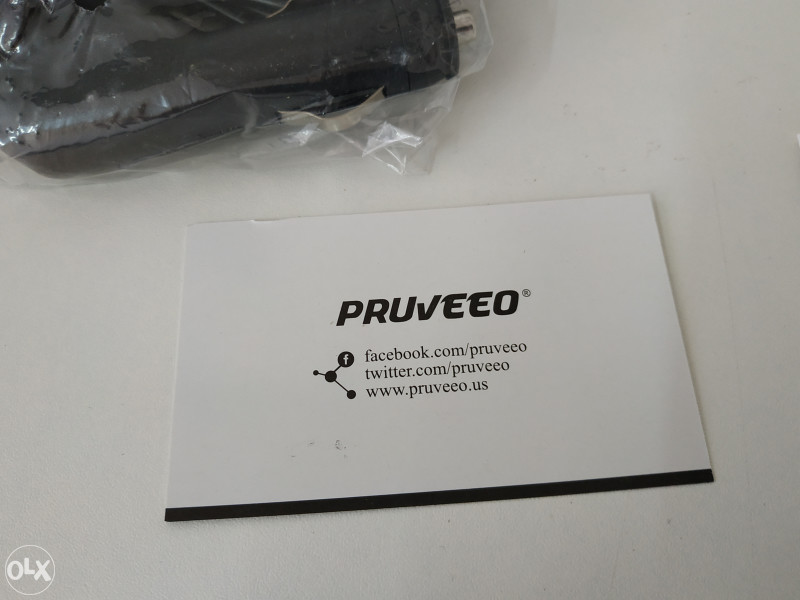 PRUVEEO®
f
facebook.com/pruveeo
twitter.com/pruveeo
www.pruveeo.us
OLX